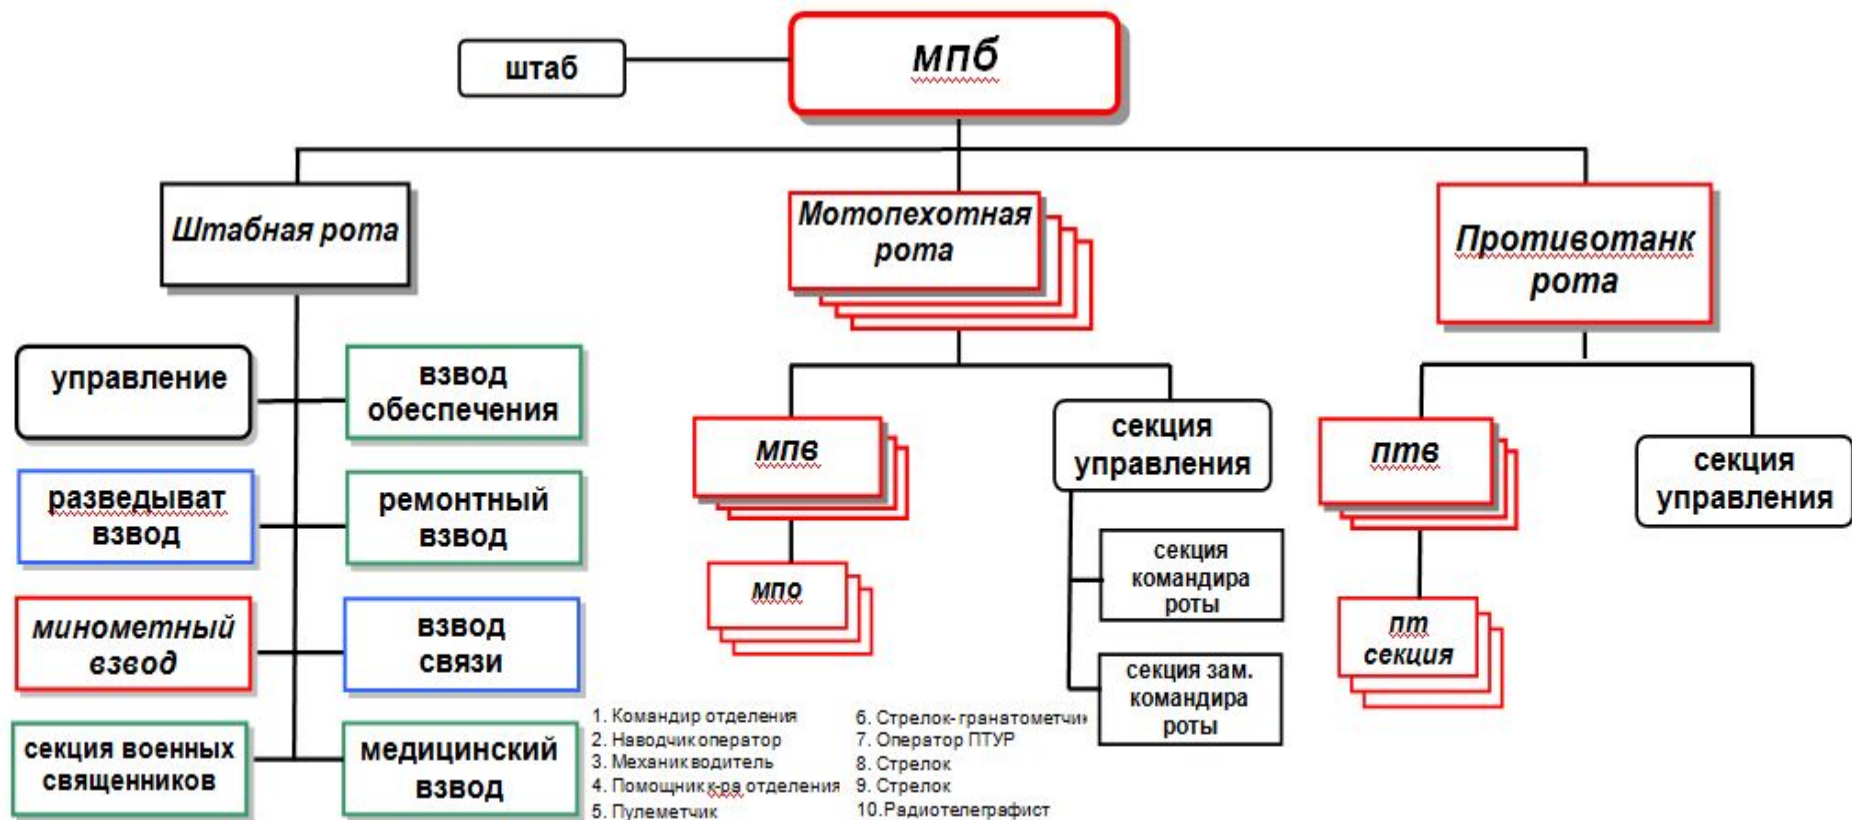 штаб
мпб
Штабная рота
Мотопехотная
рота
Противотанк
рота
управление
взвод
обеспечения
разведыват
взвод
ремонтный
взвод
минометный
взвод
взвод
связи
секция военных
священников
медицинский
взвод
мпв
секция
управления
мпо
секция
командира
роты
секция зам.
командира
роты
птв
секция
управления
пт
секция
1. Командир отделения
2. Наводчик оператор
3. Механик водитель
4. Помощник к-ра отделения
5. Пулеметчик
6. Стрелок- гранатометчик
7. Оператор ПТУР
8. Стрелок
9. Стрелок
10.Радиотелеграфист